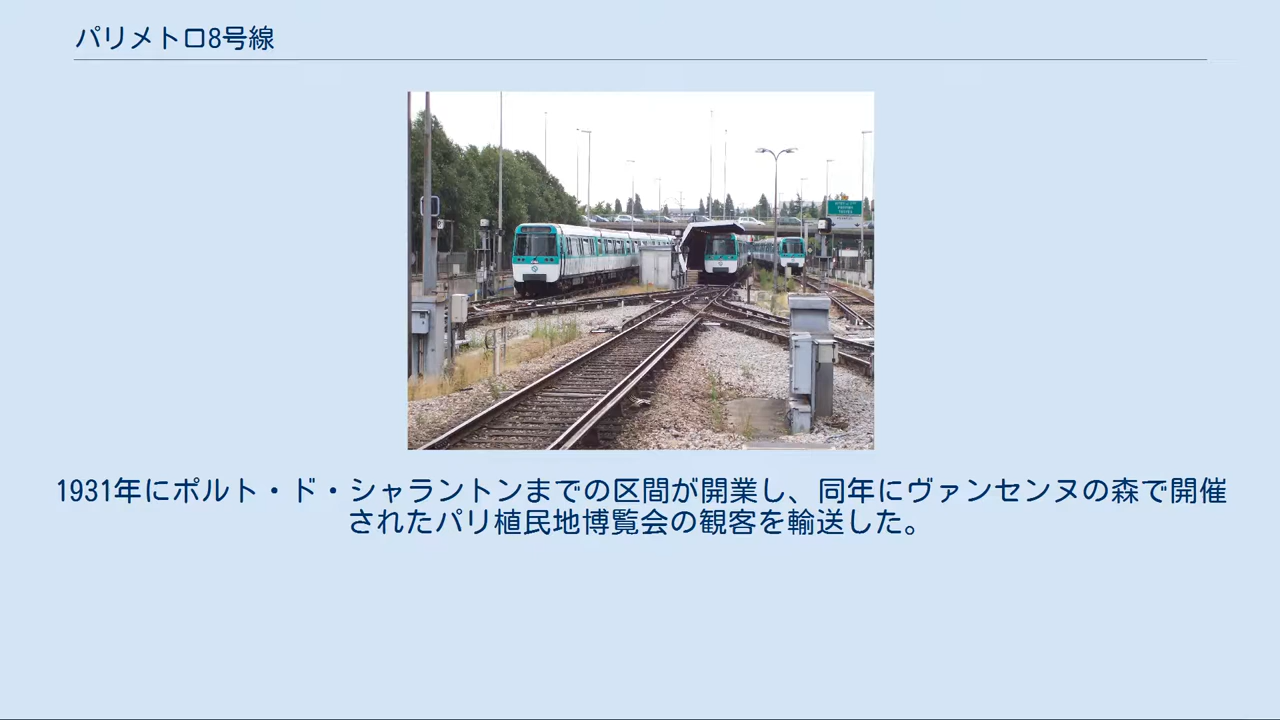 パリメトロ8号線
1931年にポルト・ド・シャラントンまでの区間が開業し、同年にヴァンセンヌの森で開催
されたパリ植民地博覧会の観客を輸送した。